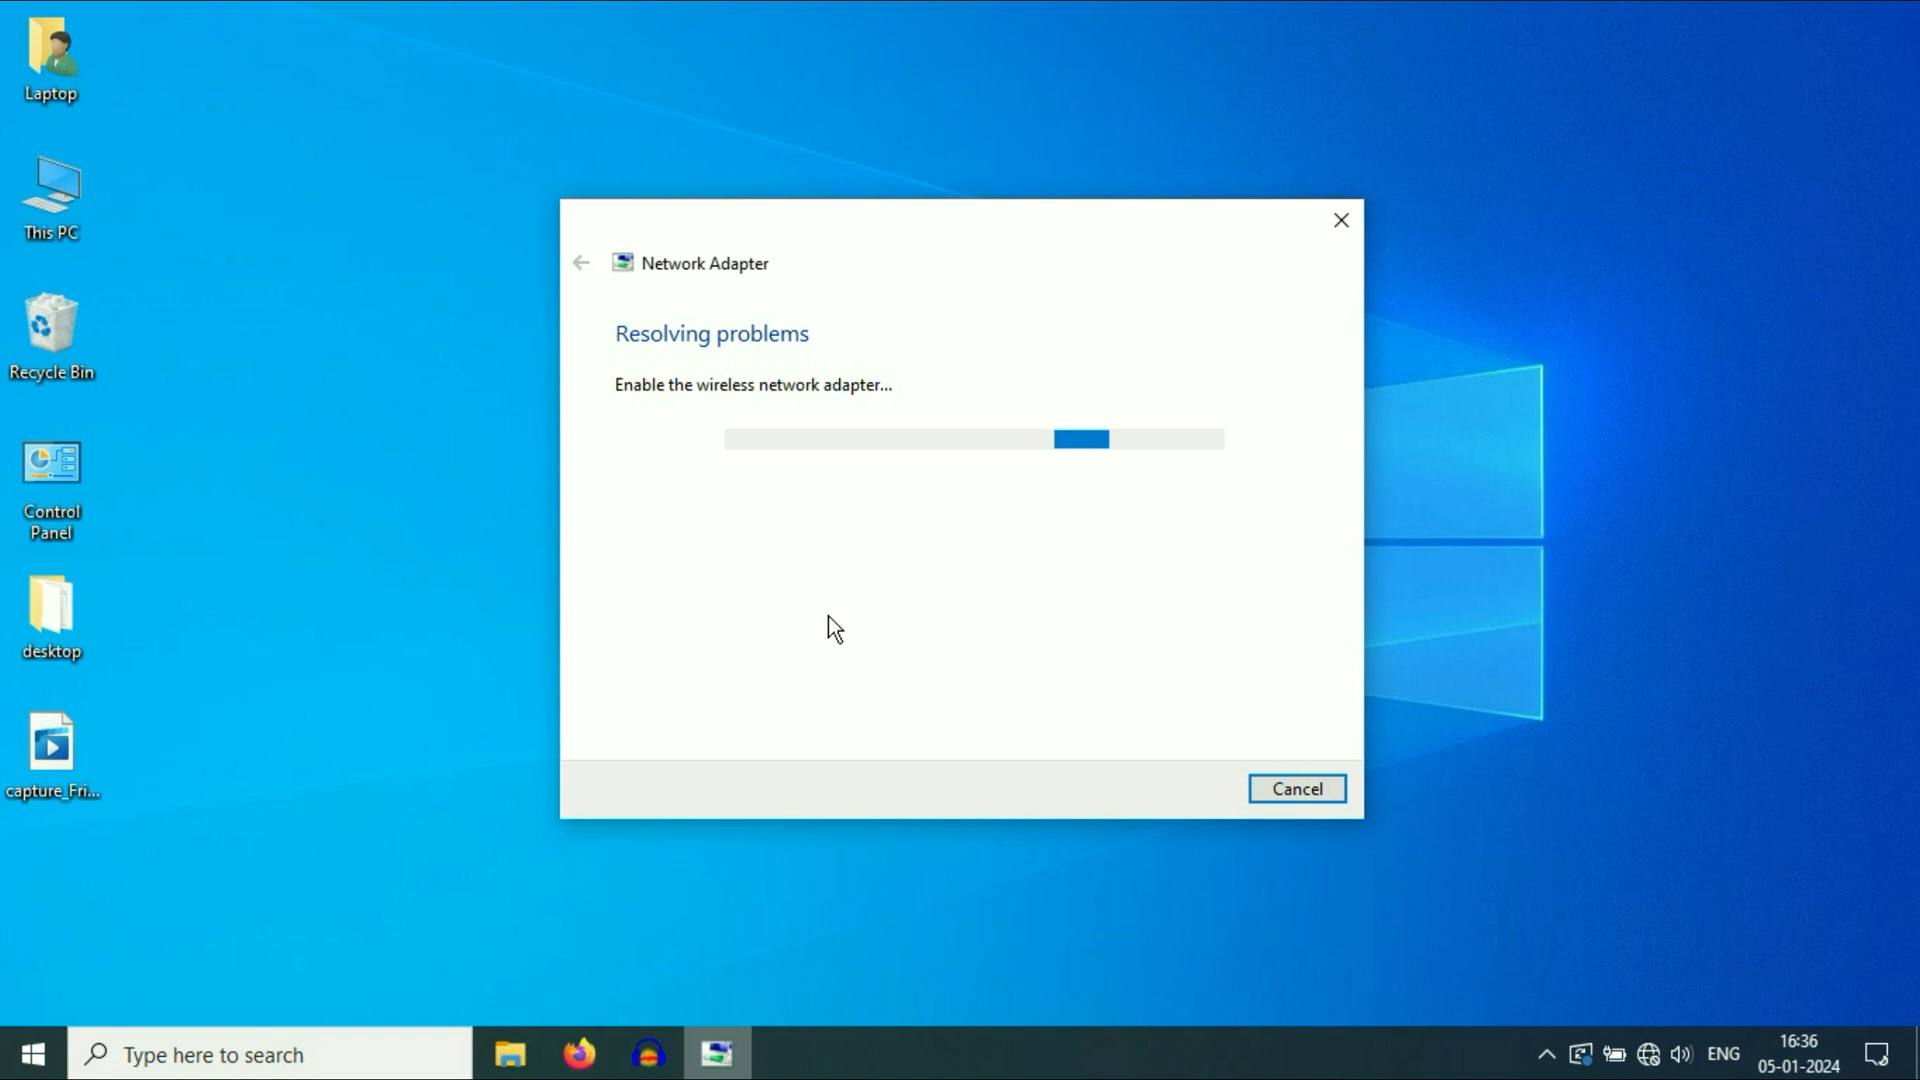 Laptop
This PC
Recycle Bin
Control
Panel
desktop
capture_Fri...
Network Adapter
Resolving problems
Enable the wireless network adapter...
Cancel
Type here to search
ENG
16:36
05-01-2024